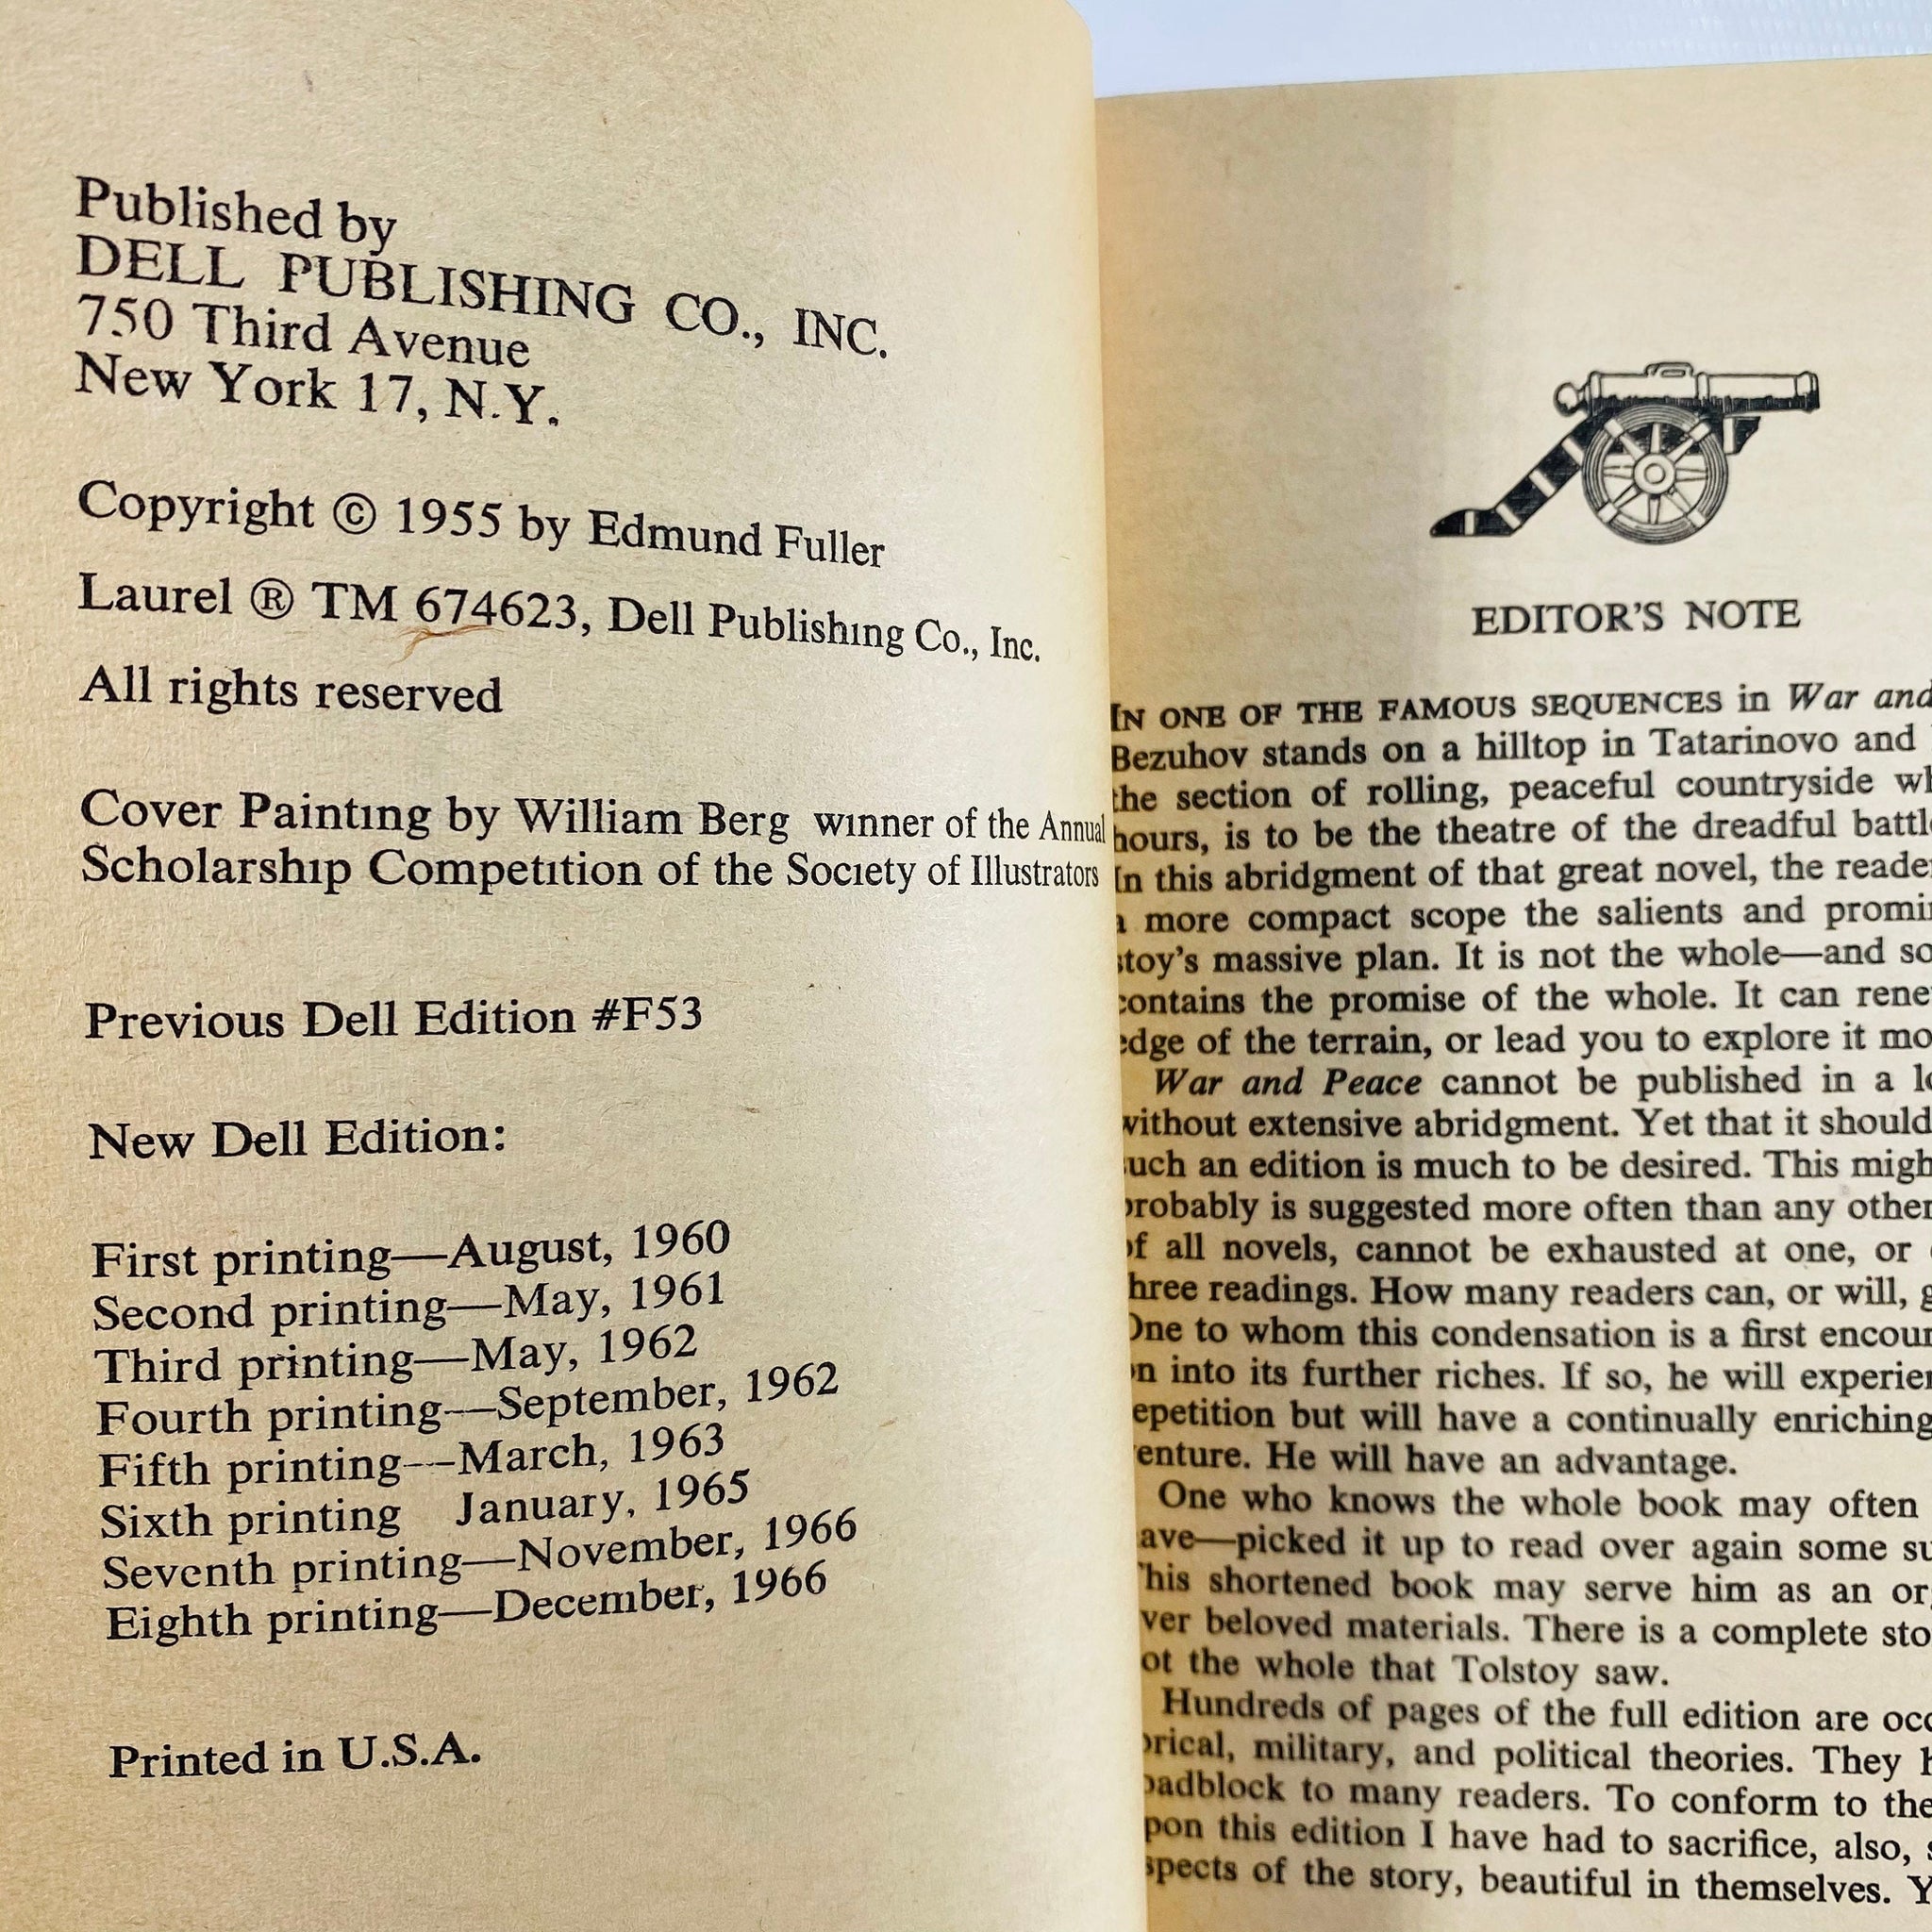 Published by
DELL PUBLISHING CO., INC.
750 Third Avenue
New York 17, N.Y.
Copyright © 1955 by Edmund Fuller
Laurel ® TM 674623, Dell Publishing Co., Inc.
All rights reserved
Cover Painting by William Berg winner of the Annual
Scholarship Competition of the Society of Illustrators
Previous Dell Edition #F53
New Dell Edition:
First printing—August, 1960
Second printing—May, 1961
Third printing—May, 1962
Fourth printing—September, 1962
Fifth printing—March, 1963
Sixth printing January, 1965
Seventh printing—November, 1966
Eighth printing—December, 1966
Printed in U.S.A.
EDITOR'S NOTE
IN ONE OF THE FAMOUS SEQUENCES in War and
Bezuhov stands on a hilltop in Tatarinovo and
the section of rolling, peaceful countryside
hours, is to be the theatre of the dreadful
In this abridgment of that great novel, the
a more compact scope the salients and
massive plan. It is not the whole—and
contains the promise of the whole. It can
of the terrain, or lead you to explore it
War and Peace cannot be published in a
without extensive abridgment. Yet that it should
such an edition is much to be desired. This
probably is suggested more often than any other
of all novels, cannot be exhausted at one, or
three readings. How many readers can, or will,
One to whom this condensation is a first
into its further riches. If so, he will
repetition but will have a continually enriching
He will have an advantage.
One who knows the whole book may often
picked it up to read over again some
This shortened book may serve him as an
beloved materials. There is a complete
the whole that Tolstoy saw.
Hundreds of pages of the full edition are
military, and political theories. They
to many readers. To conform to the
this edition I have had to sacrifice, also,
of the story, beautiful in themselves.